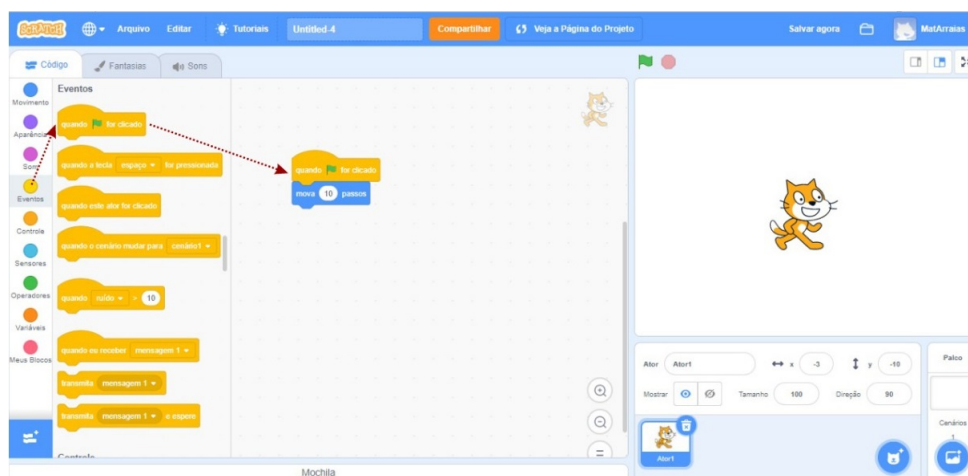 SCRATCH Arquivo Editar Tutoriais Untitled-4 Compartilhar Veja a Página do Projeto Salvar agora MatArraias
Código Fantasias Sons
Movimento
Aparência
Som
Eventos
Controle
Sensores
Operadores
Variáveis
Meus Blocos
Eventos
quando for clicado
quando a tecla espaço for pressionada
quando este ator for clicado
quando o cenário mudar para cenário1
quando ruído > 10
quando eu receber mensagem 1
transmita mensagem 1
transmita mensagem 1 e espere
Controle
quando for clicado
mova 10 passos
Mochila
Ator Ator1 x -3 y -10
Mostrar Tamanho 100 Direção 90
Ator1
Palco
Cenários
1